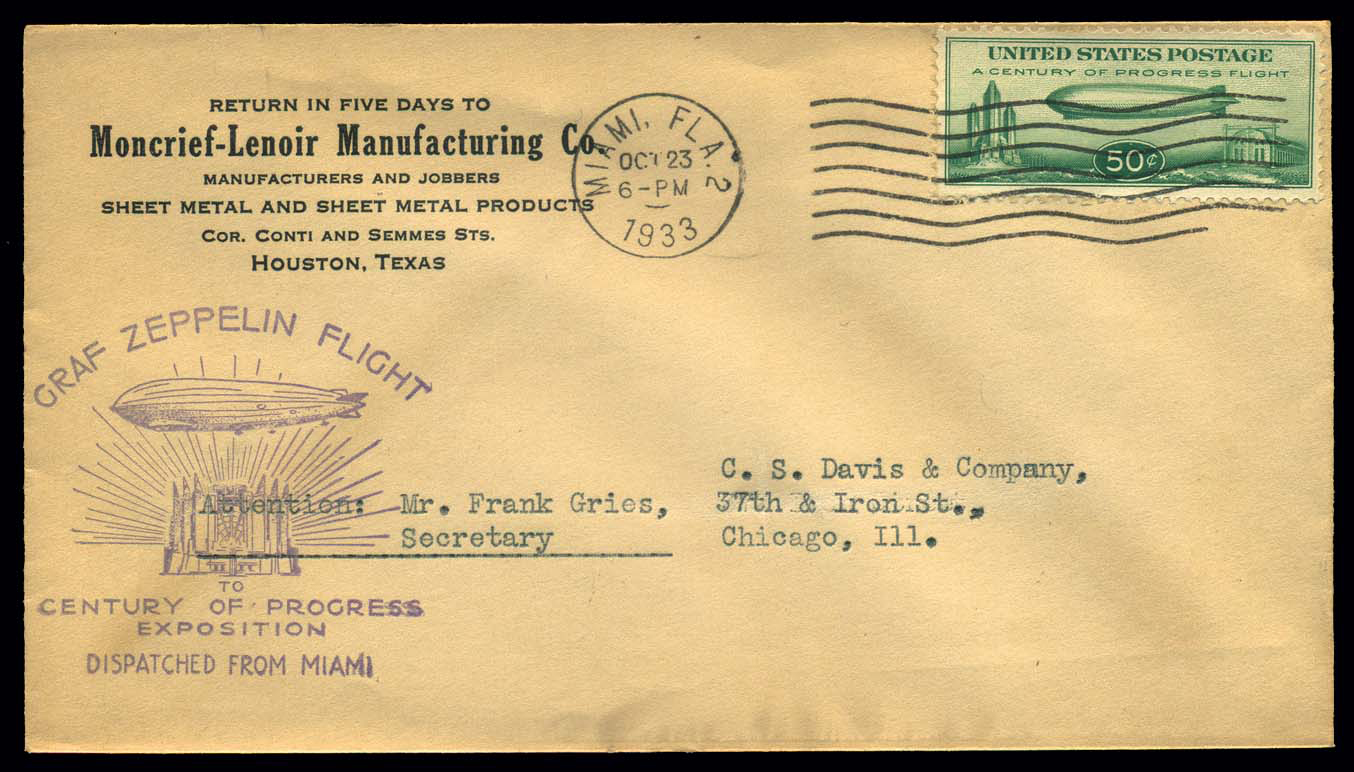 RETURN IN FIVE DAYS TO
Moncrief-Lenoir Manufacturing Co.
MANUFACTURERS AND JOBBERS
SHEET METAL AND SHEET METAL PRODUCTS
COR. CONTI AND SEMMES STS.
HOUSTON, TEXAS
MIAMI, FLA. 2
OCT 23
6-PM
1933
UNITED STATES POSTAGE
A CENTURY OF PROGRESS FLIGHT
50¢
GRAF ZEPPELIN FLIGHT
TO
CENTURY OF PROGRESS
EXPOSITION
DISPATCHED FROM MIAMI
Attention: Mr. Frank Gries,
Secretary
C. S. Davis & Company,
37th & Iron St.,
Chicago, Ill.